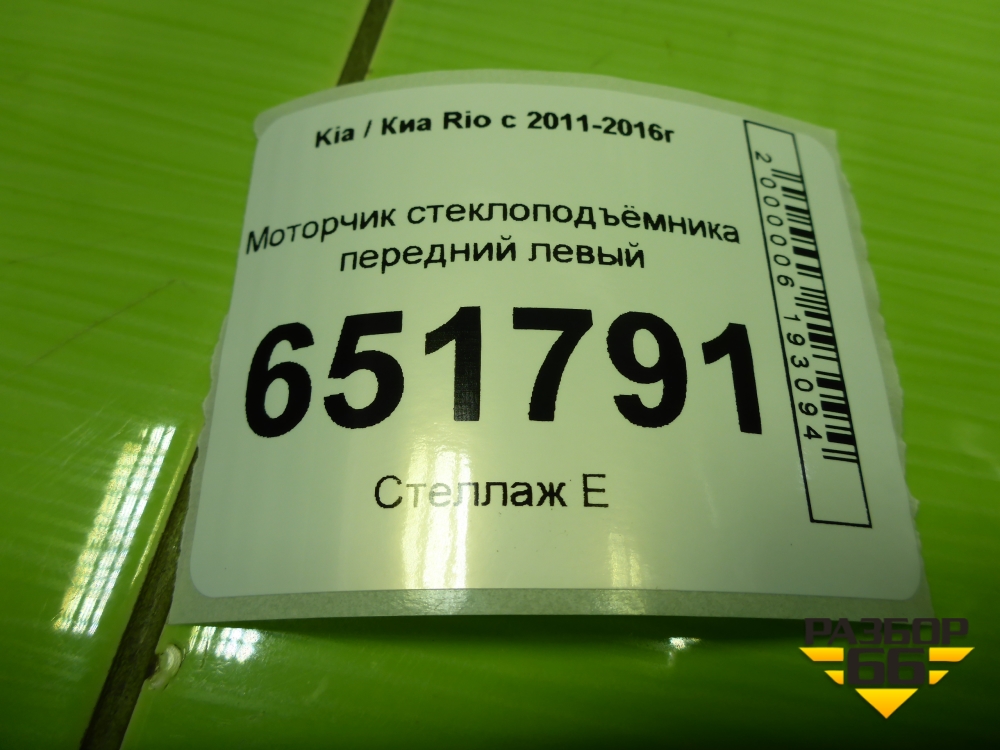 Kia / Киа Rio с 2011-2016г
Моторчик стеклоподъёмника
передний левый
651791
Стеллаж Е
2000006193094
РАЗБОР
66